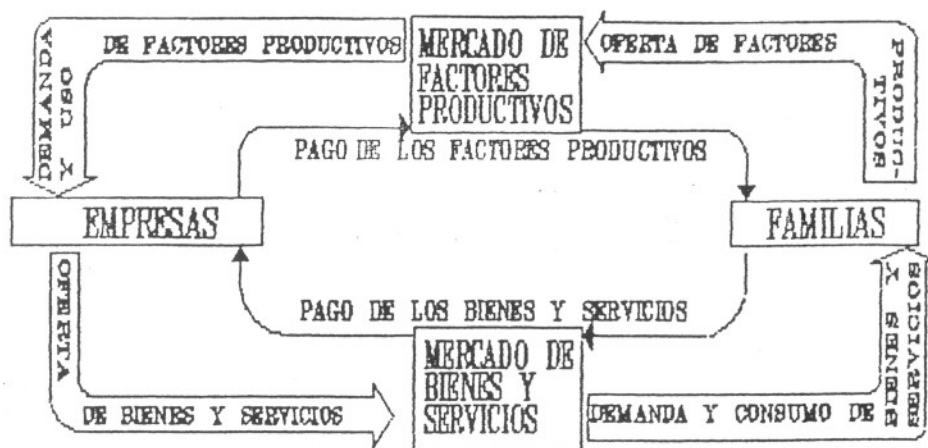 DEMANDA Y USO
DE FACTORES PRODUCTIVOS
MERCADO DE
FACTORES
PRODUCTIVOS
OFERTA DE FACTORES
PRODUC-
TIVOS
PAGO DE LOS FACTORES PRODUCTIVOS
EMPRESAS
FAMILIAS
PAGO DE LOS BIENES Y SERVICIOS
OFERTA
DE BIENES Y SERVICIOS
MERCADO DE
BIENES Y
SERVICIOS
DEMANDA Y CONSUMO DE
BIENES Y
SERVICIOS